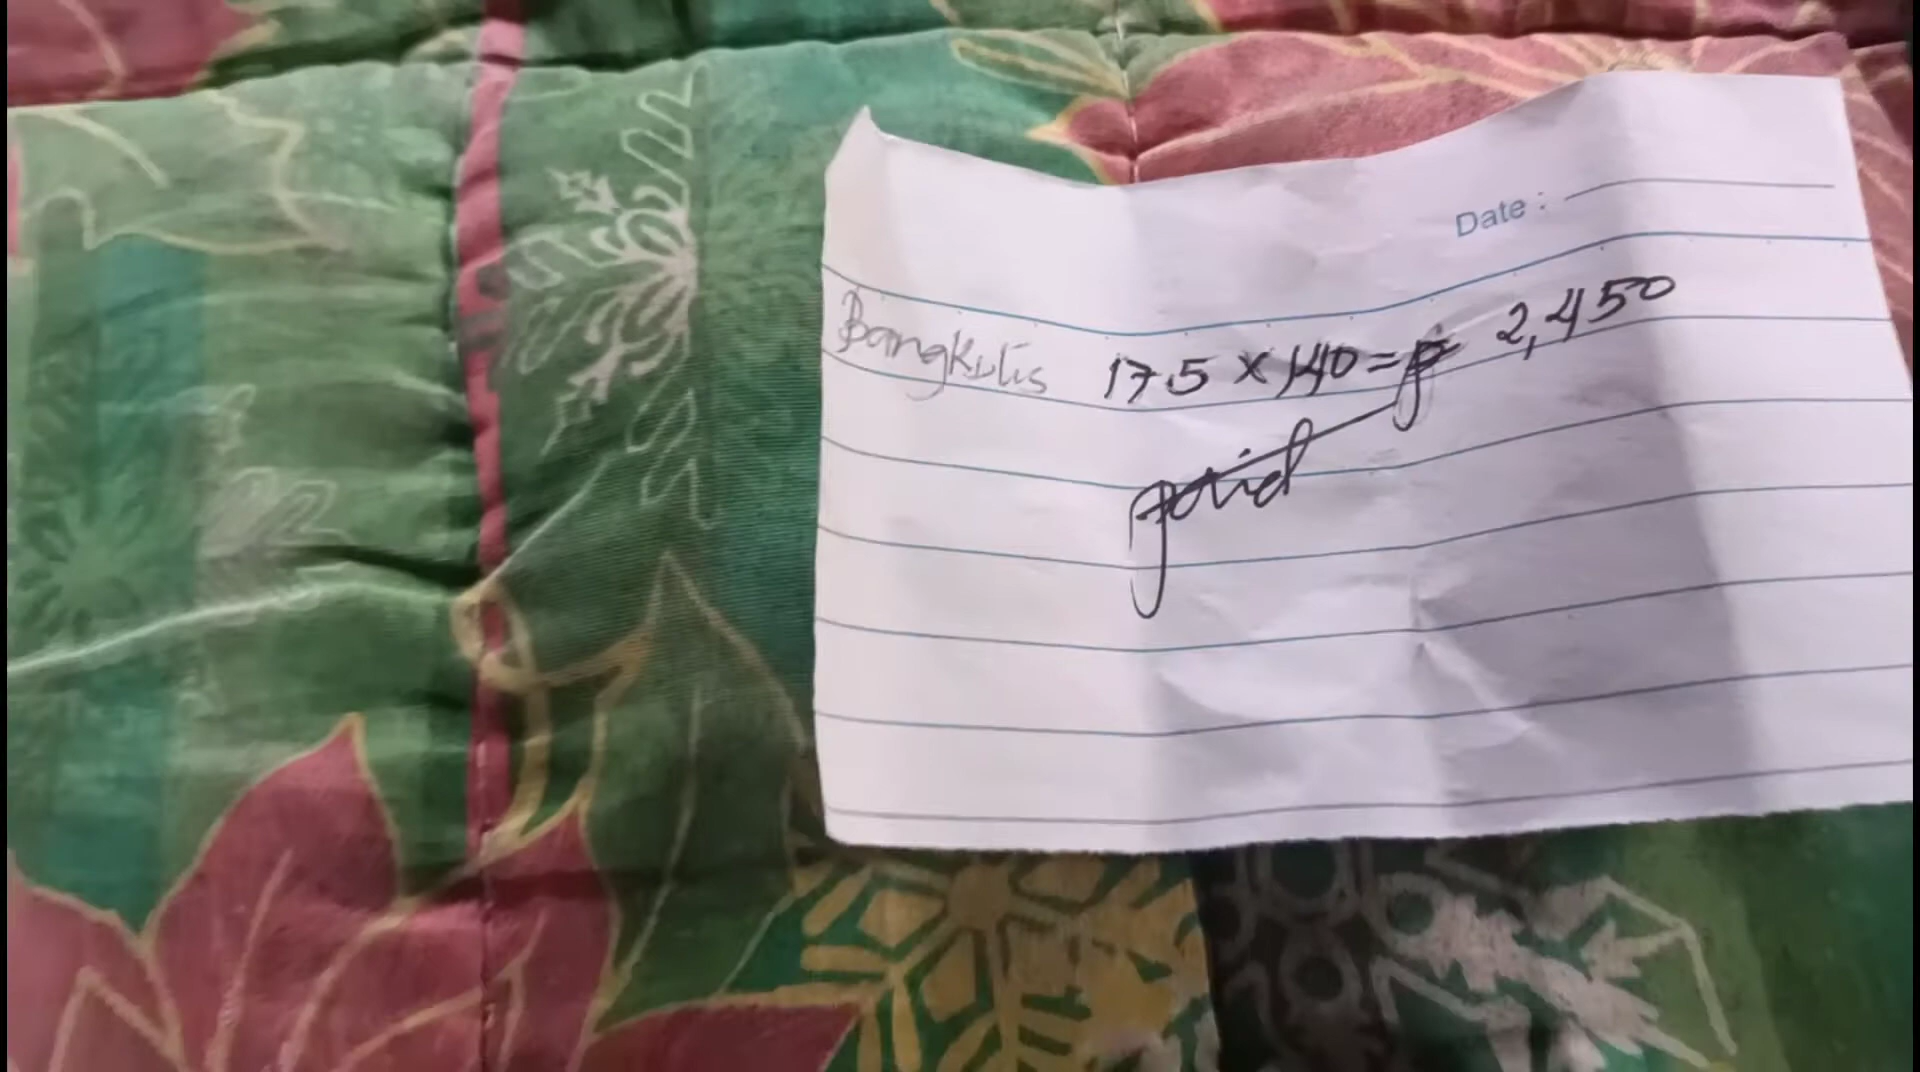 Date :
Bangkulis 17.5 x 140 = ₱ 2,450
paid